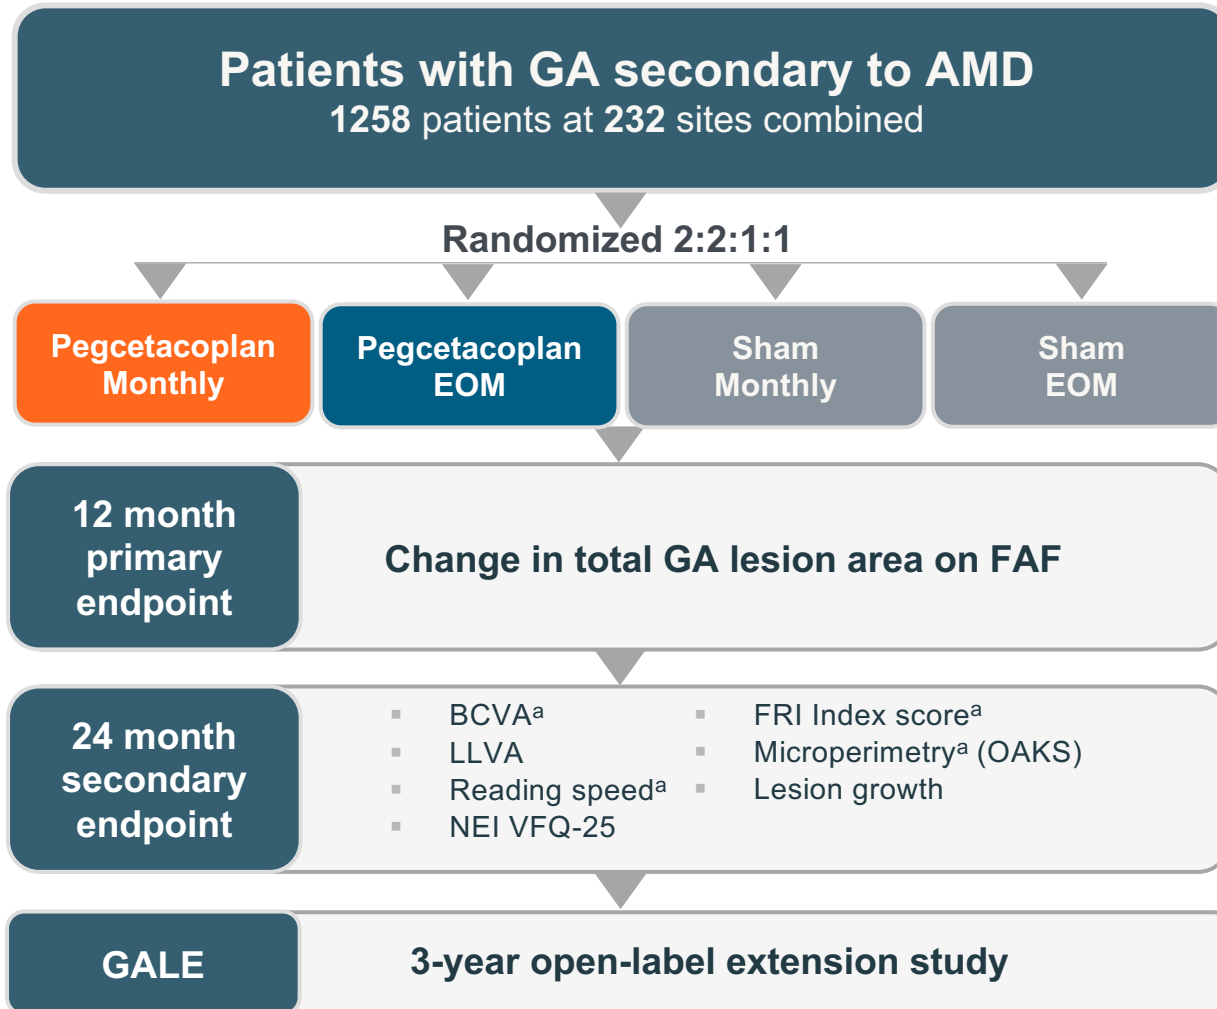 Patients with GA secondary to AMD
1258 patients at 232 sites combined
Randomized 2:2:1:1
Pegcetacoplan
Monthly
Pegcetacoplan
EOM
Sham
Monthly
Sham
EOM
12 month
primary
endpoint
Change in total GA lesion area on FAF
24 month
secondary
endpoint
▪ BCVAᵃ
▪ LLVA
▪ Reading speedᵃ
▪ NEI VFQ-25
▪ FRI Index scoreᵃ
▪ Microperimetryᵃ (OAKS)
▪ Lesion growth
GALE
3-year open-label extension study